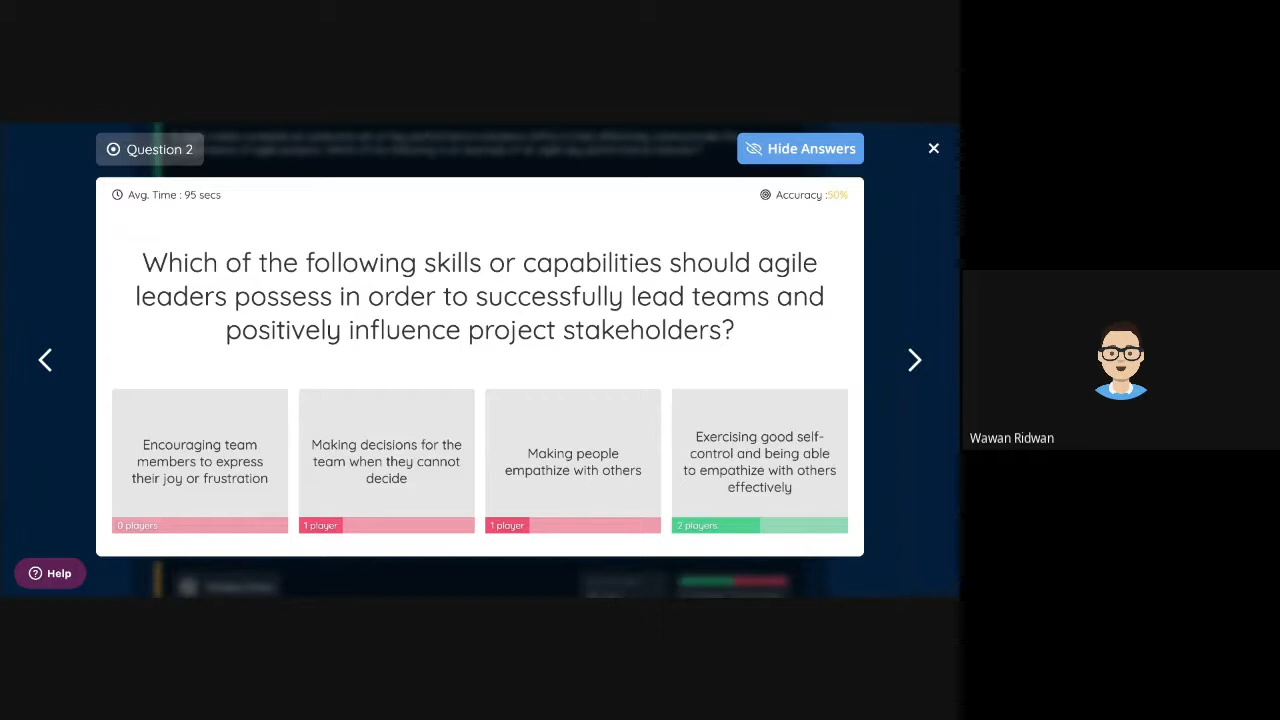 Question 2
Hide Answers
Avg. Time : 95 secs
Accuracy :50%
Which of the following skills or capabilities should agile
leaders possess in order to successfully lead teams and
positively influence project stakeholders?
Encouraging team
members to express
their joy or frustration
0 players
Making decisions for the
team when they cannot
decide
1 player
Making people
empathize with others
1 player
Exercising good self-
control and being able
to empathize with others
effectively
2 players
Help
Wawan Ridwan